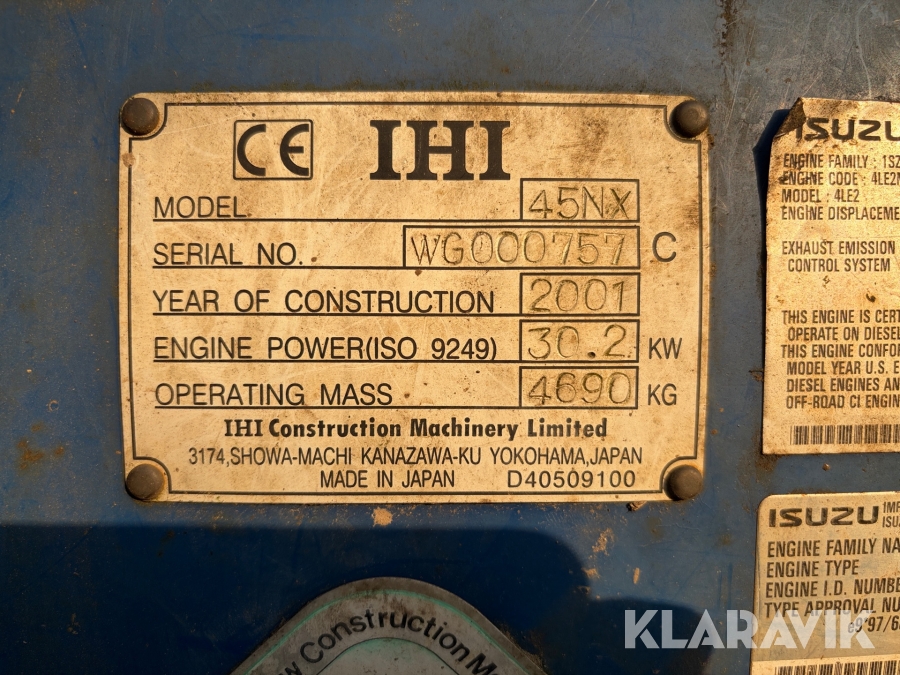 CE IHI
MODEL 45NX
SERIAL NO. WG000757 C
YEAR OF CONSTRUCTION 2001
ENGINE POWER(ISO 9249) 30.2 KW
OPERATING MASS 4690 KG
IHI Construction Machinery Limited
3174,SHOWA-MACHI KANAZAWA-KU YOKOHAMA,JAPAN
MADE IN JAPAN D40509100
ISUZU
ENGINE FAMILY : 1SZ
ENGINE CODE : 4LE2N
MODEL : 4LE2
ENGINE DISPLACEME
EXHAUST EMISSION
CONTROL SYSTEM
THIS ENGINE IS CERT
OPERATE ON DIESEL
THIS ENGINE CONFOR
MODEL YEAR U.S. E
DIESEL ENGINES AN
OFF-ROAD CI ENGIN
ISUZU
ENGINE FAMILY NA
ENGINE TYPE
ENGINE I.D. NUMBE
TYPE APPROVAL NU
e9*97/6
Construction
KLARAVIK